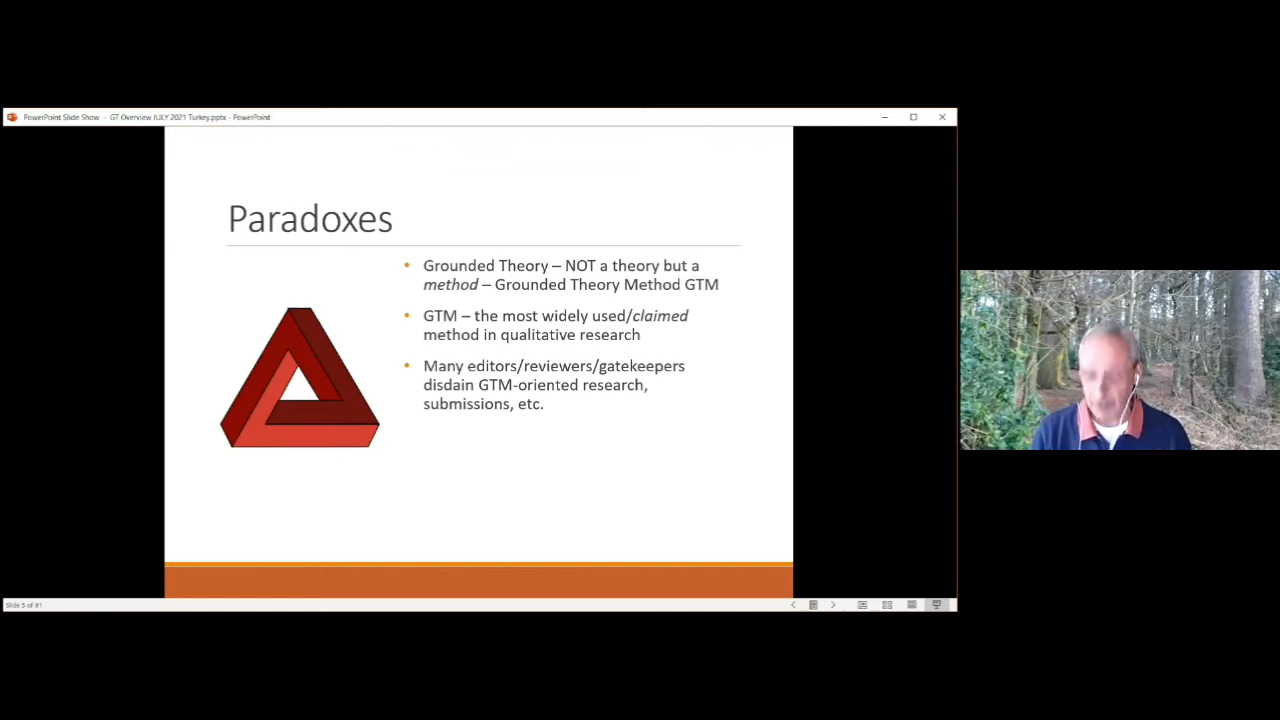 PowerPoint Slide Show - GT Overview JULY 2021 Turkey.pptx - PowerPoint
Paradoxes
• Grounded Theory – NOT a theory but a
method – Grounded Theory Method GTM
• GTM – the most widely used/claimed
method in qualitative research
• Many editors/reviewers/gatekeepers
disdain GTM-oriented research,
submissions, etc.
Slide 5 of 91